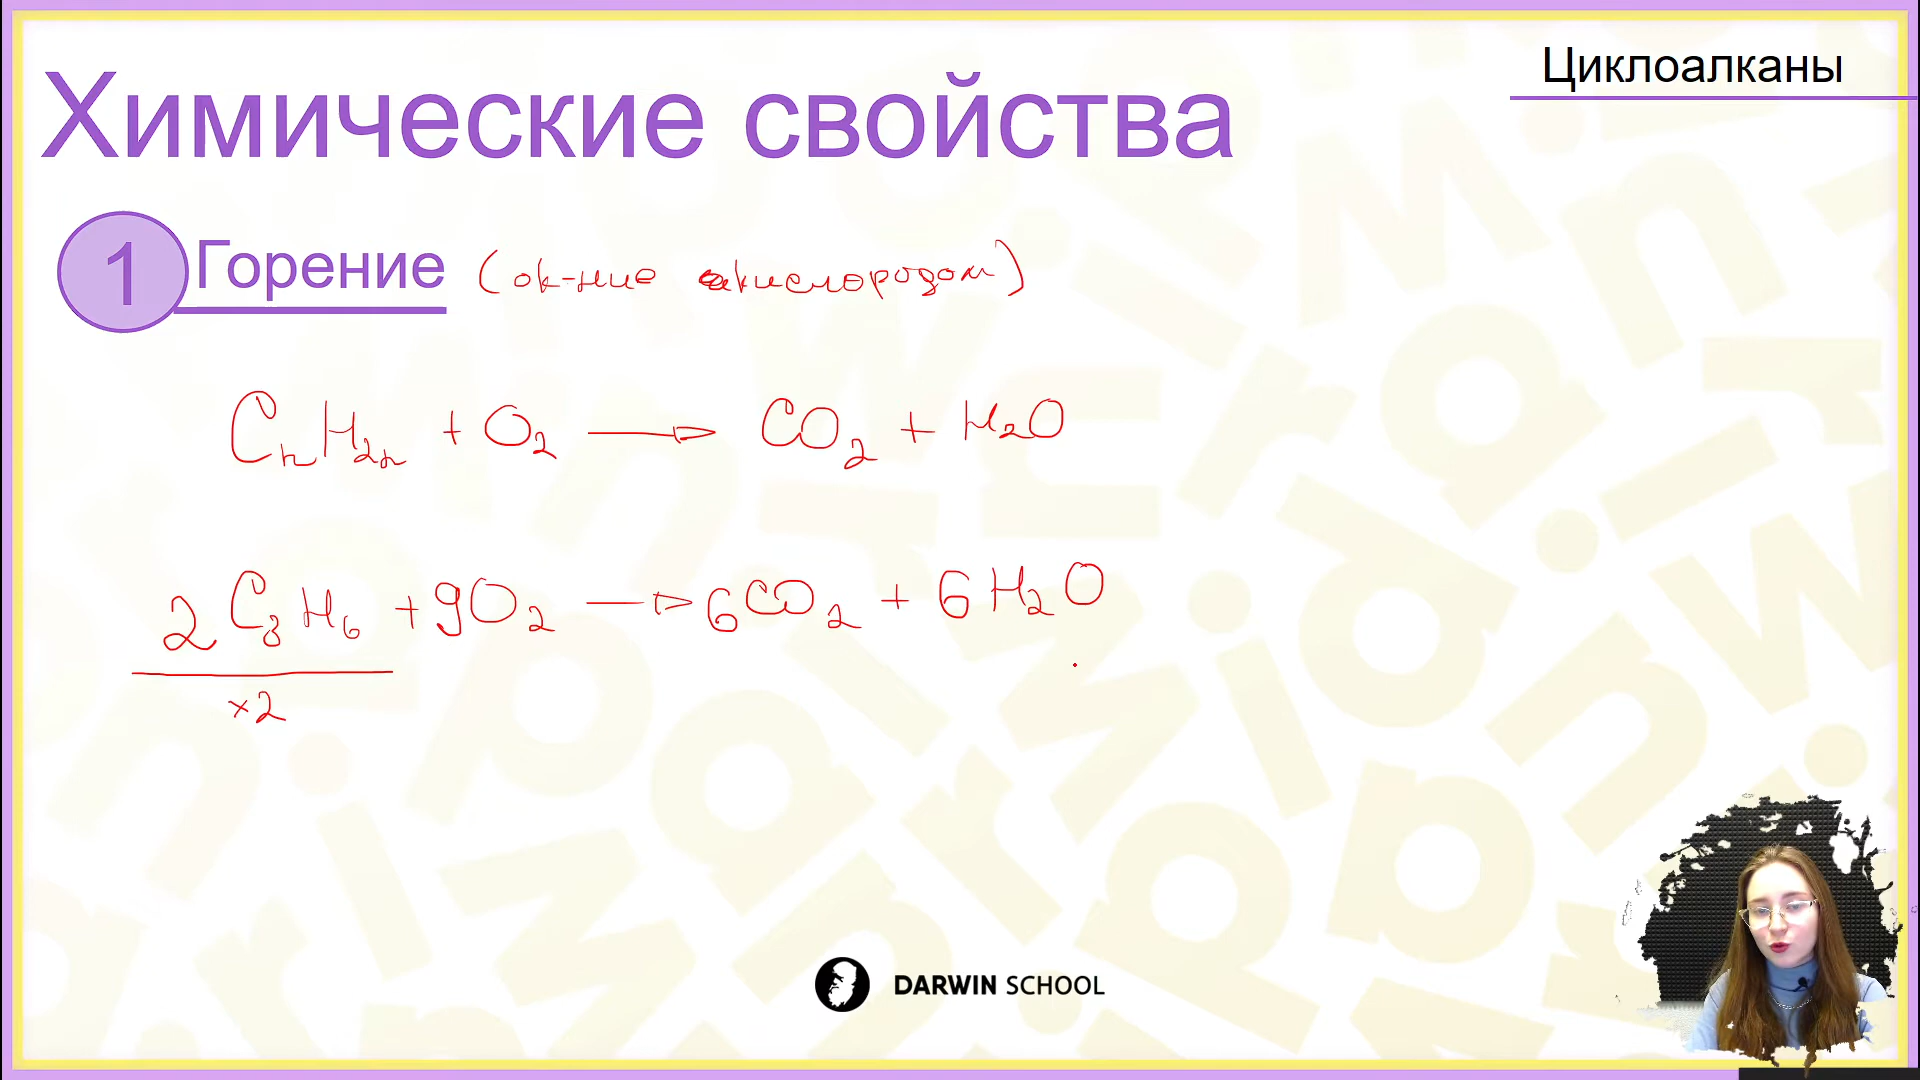 Циклоалканы
Химические свойства
1 Горение (ок-ние кислородом)
CₙH₂ₙ + O₂ → CO₂ + H₂O
2C₃H₆ + 9O₂ → 6CO₂ + 6H₂O
×2
DARWIN SCHOOL